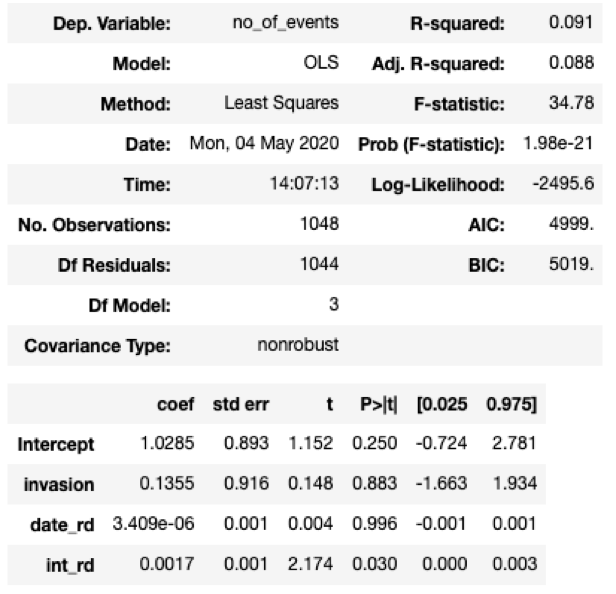 Dep. Variable: no_of_events R-squared: 0.091
Model: OLS Adj. R-squared: 0.088
Method: Least Squares F-statistic: 34.78
Date: Mon, 04 May 2020 Prob (F-statistic): 1.98e-21
Time: 14:07:13 Log-Likelihood: -2495.6
No. Observations: 1048 AIC: 4999.
Df Residuals: 1044 BIC: 5019.
Df Model: 3
Covariance Type: nonrobust
coef std err t P>|t| [0.025 0.975]
Intercept 1.0285 0.893 1.152 0.250 -0.724 2.781
invasion 0.1355 0.916 0.148 0.883 -1.663 1.934
date_rd 3.409e-06 0.001 0.004 0.996 -0.001 0.001
int_rd 0.0017 0.001 2.174 0.030 0.000 0.003